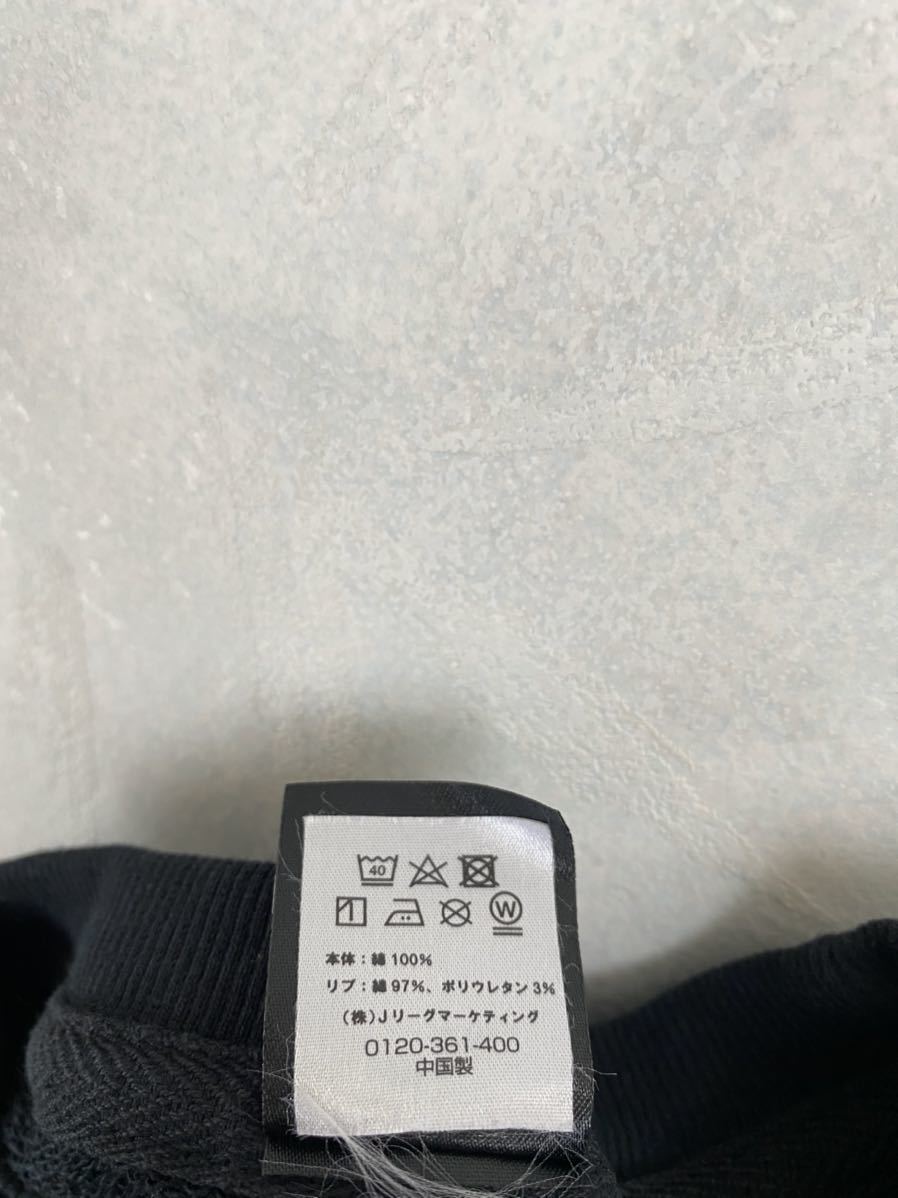 40
W
本体：綿 100%
リブ：綿 97%、ポリウレタン 3%
（株）Jリーグマーケティング
0120-361-400
中国製